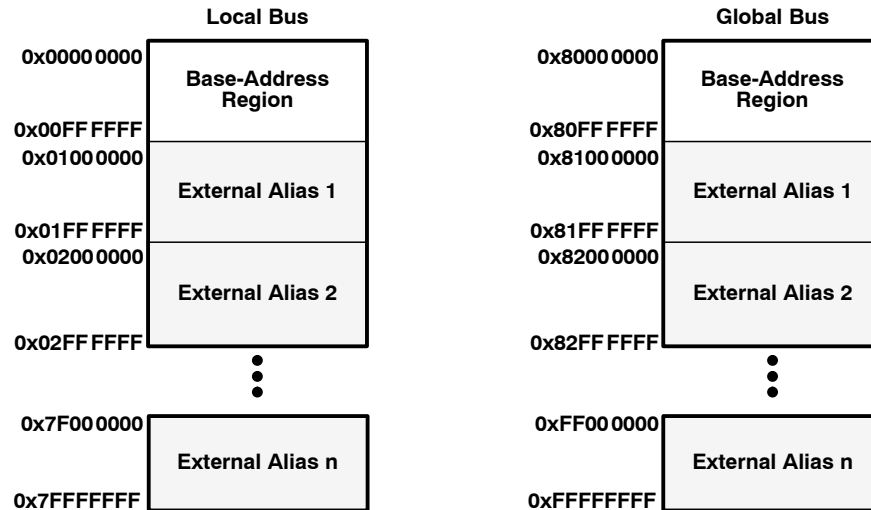 Local Bus
0x0000 0000
Base-Address
Region
0x00FF FFFF
0x0100 0000
External Alias 1
0x01FF FFFF
0x0200 0000
External Alias 2
0x02FF FFFF
0x7F00 0000
External Alias n
0x7FFFFFFF
Global Bus
0x8000 0000
Base-Address
Region
0x80FF FFFF
0x8100 0000
External Alias 1
0x81FF FFFF
0x8200 0000
External Alias 2
0x82FF FFFF
0xFF00 0000
External Alias n
0xFFFFFFFF